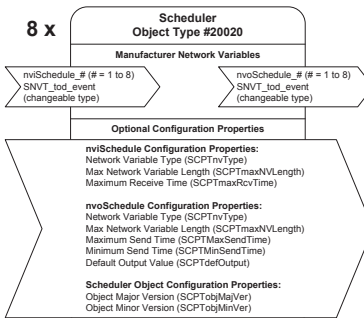 8 x
Scheduler
Object Type #20020
Manufacturer Network Variables
nviSchedule_# (# = 1 to 8)
SNVT_tod_event
(changeable type)
nvoSchedule_# (# = 1 to 8)
SNVT_tod_event
(changeable type)
Optional Configuration Properties
nviSchedule Configuration Properties:
Network Variable Type (SCPTnvType)
Max Network Variable Length (SCPTmaxNVLength)
Maximum Receive Time (SCPTmaxRcvTime)
nvoSchedule Configuration Properties:
Network Variable Type (SCPTnvType)
Max Network Variable Length (SCPTmaxNVLength)
Maximum Send Time (SCPTMaxSendTime)
Minimum Send Time (SCPTMinSendTime)
Default Output Value (SCPTdefOutput)
Scheduler Object Configuration Properties:
Object Major Version (SCPTobjMajVer)
Object Minor Version (SCPTobjMinVer)